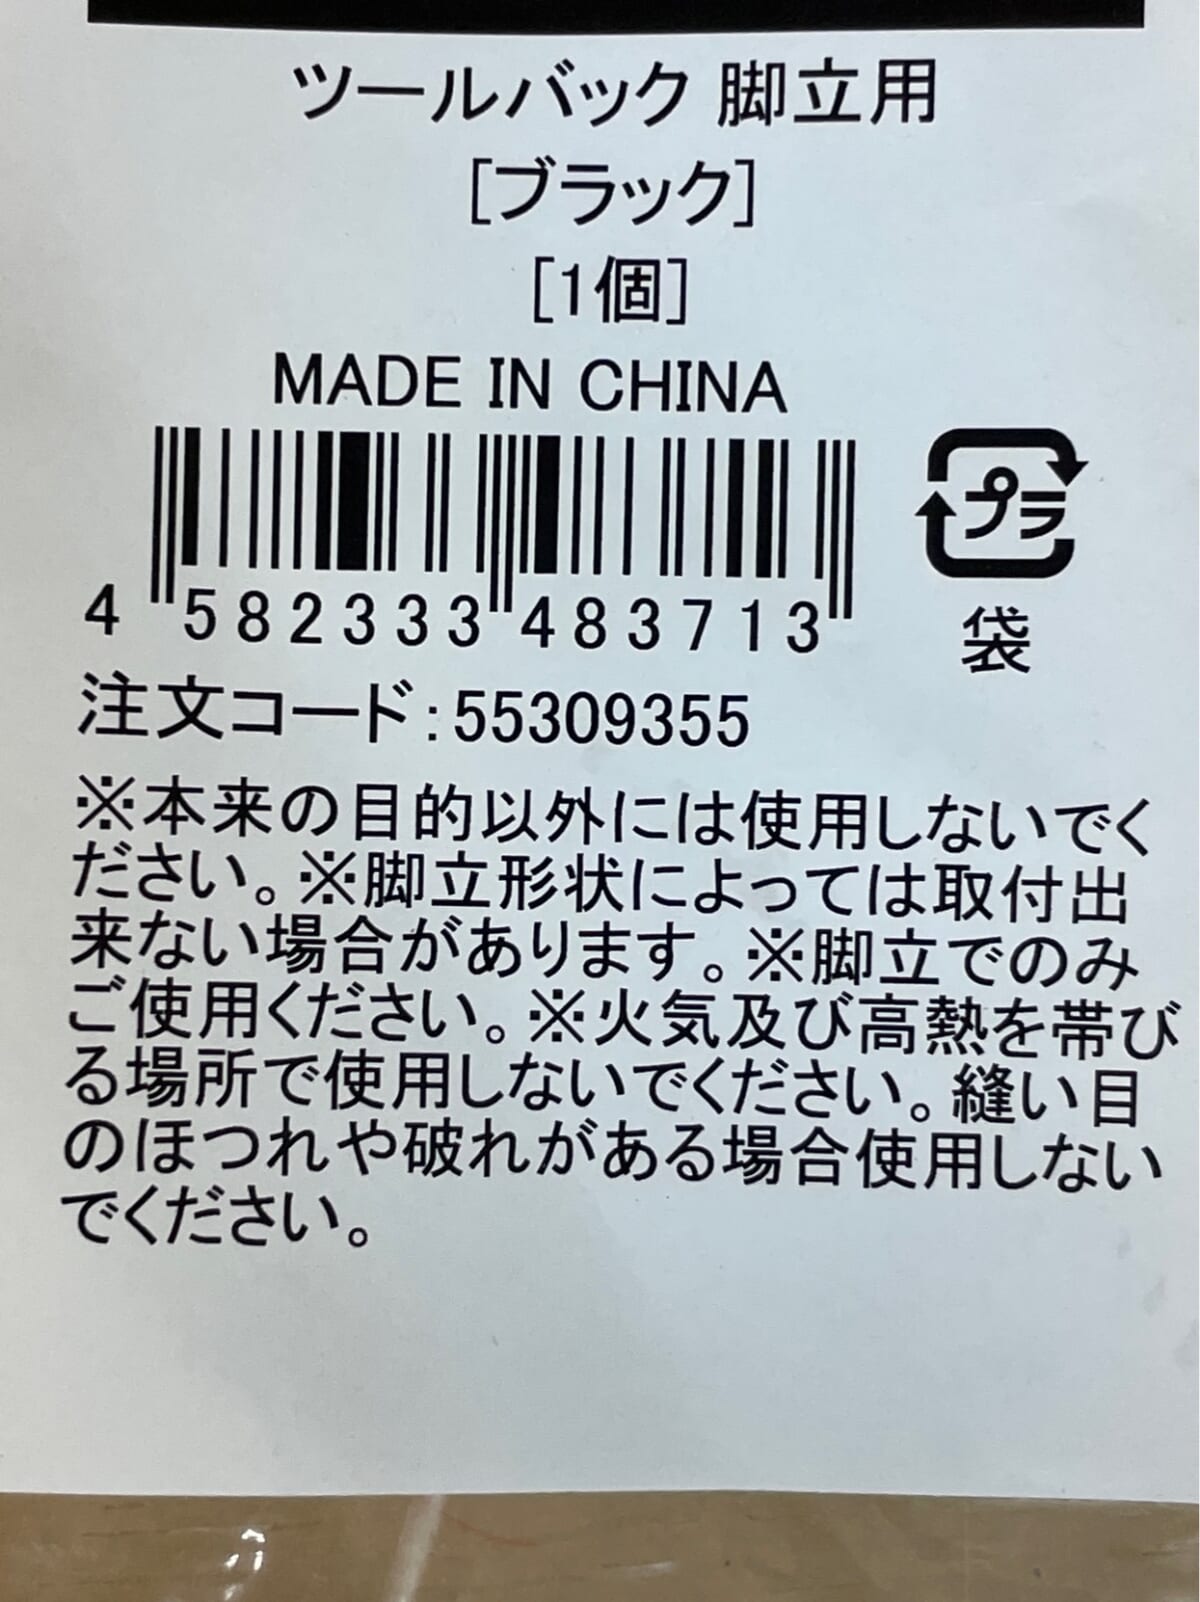 ツールバック 脚立用
[ブラック]
[1個]
MADE IN CHINA
プラ
4 582333 483713
袋
注文コード:55309355
※本来の目的以外には使用しないでく
ださい。※脚立形状によっては取付出
来ない場合があります。※脚立でのみ
ご使用ください。※火気及び高熱を帯び
る場所で使用しないでください。縫い目
のほつれや破れがある場合使用しない
でください。